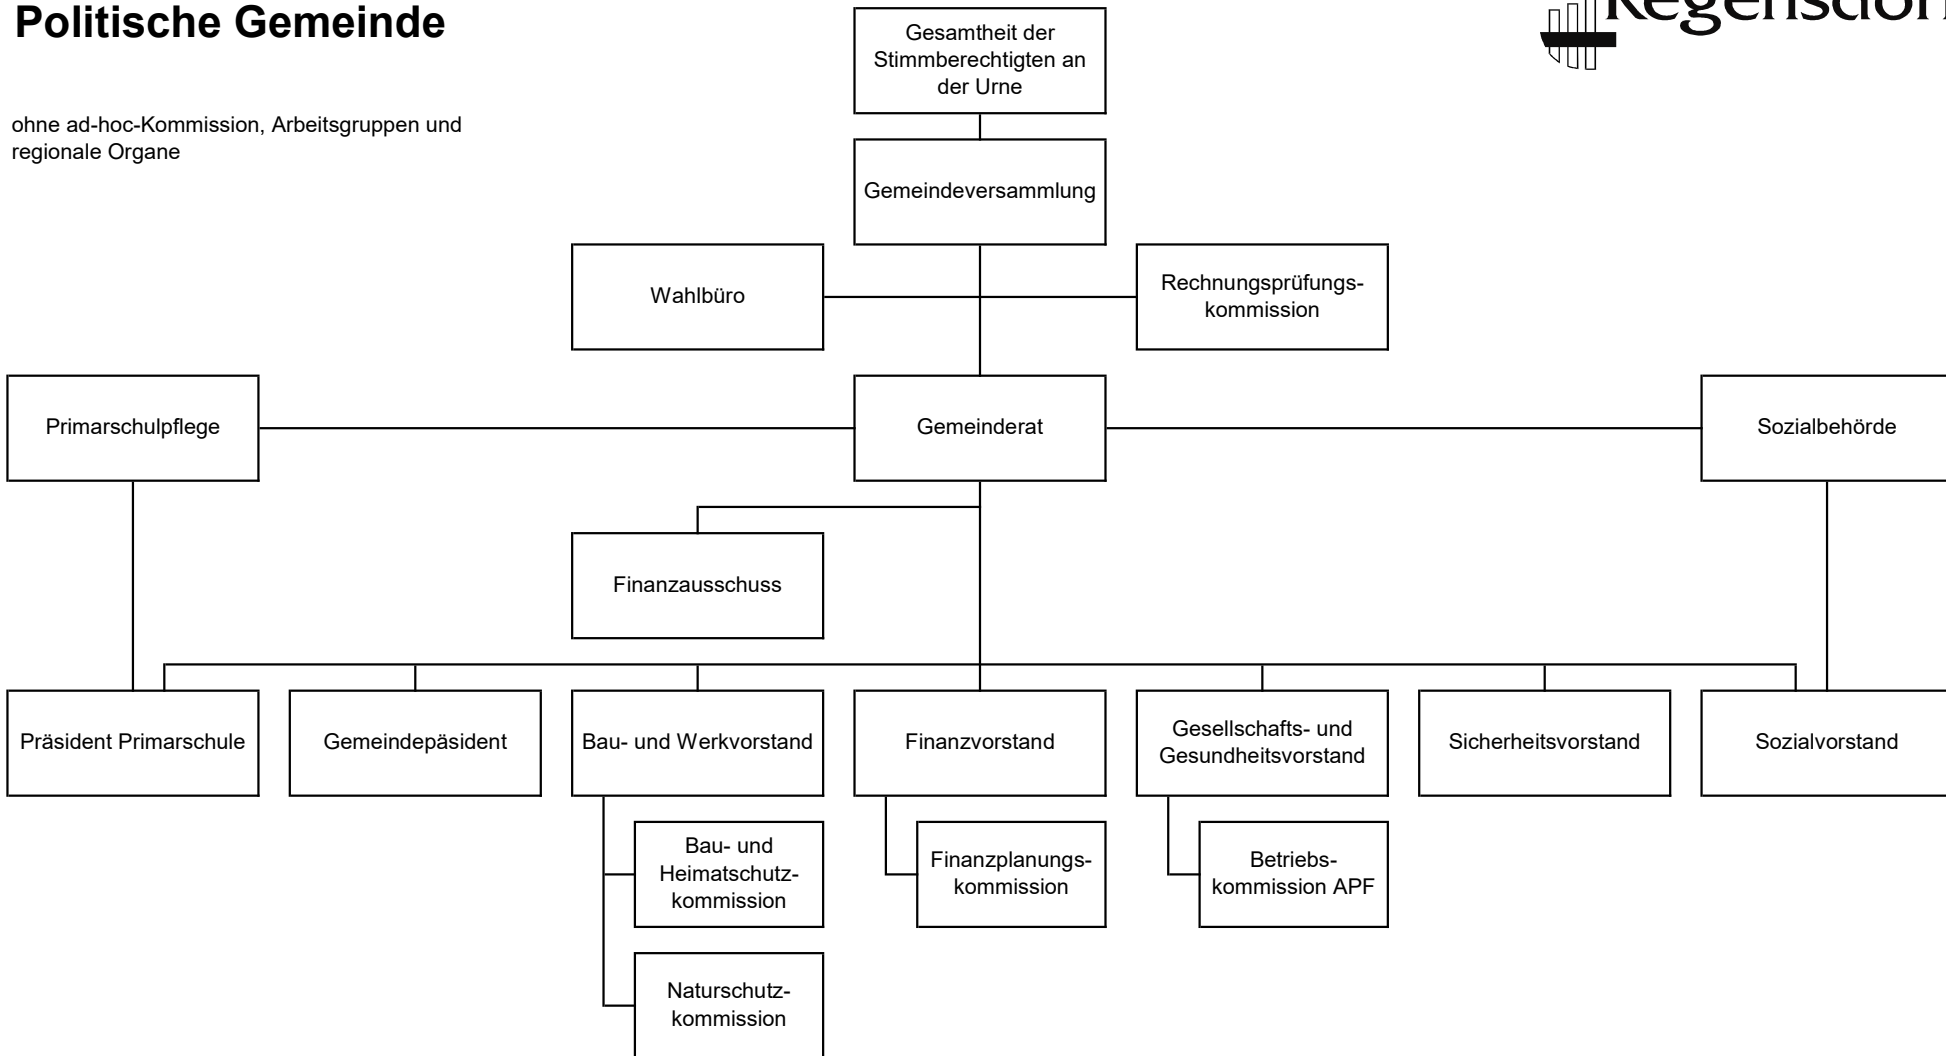 Politische Gemeinde
Regensdorf
ohne ad-hoc-Kommission, Arbeitsgruppen und
regionale Organe
Gesamtheit der
Stimmberechtigten an
der Urne
Gemeindeversammlung
Wahlbüro
Rechnungsprüfungs-
kommission
Primarschulpflege
Gemeinderat
Sozialbehörde
Finanzausschuss
Präsident Primarschule
Gemeindepäsident
Bau- und Werkvorstand
Finanzvorstand
Gesellschafts- und
Gesundheitsvorstand
Sicherheitsvorstand
Sozialvorstand
Bau- und
Heimatschutz-
kommission
Finanzplanungs-
kommission
Betriebs-
kommission APF
Naturschutz-
kommission